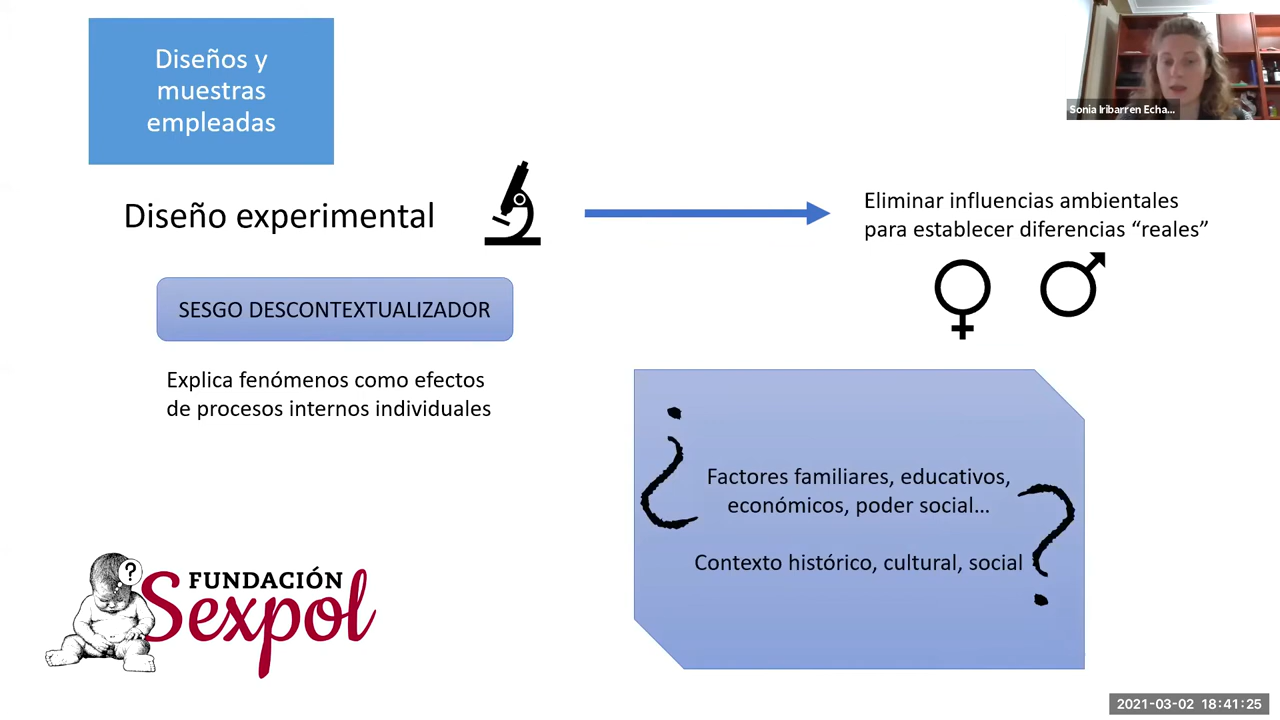 Diseños y
muestras
empleadas
Sonia Iribarren Echa...
Diseño experimental
Eliminar influencias ambientales
para establecer diferencias “reales”
SESGO DESCONTEXTUALIZADOR
Explica fenómenos como efectos
de procesos internos individuales
¿
Factores familiares, educativos,
económicos, poder social...
Contexto histórico, cultural, social
?
?
FUNDACIÓN
Sexpol
2021-03-02 18:41:25